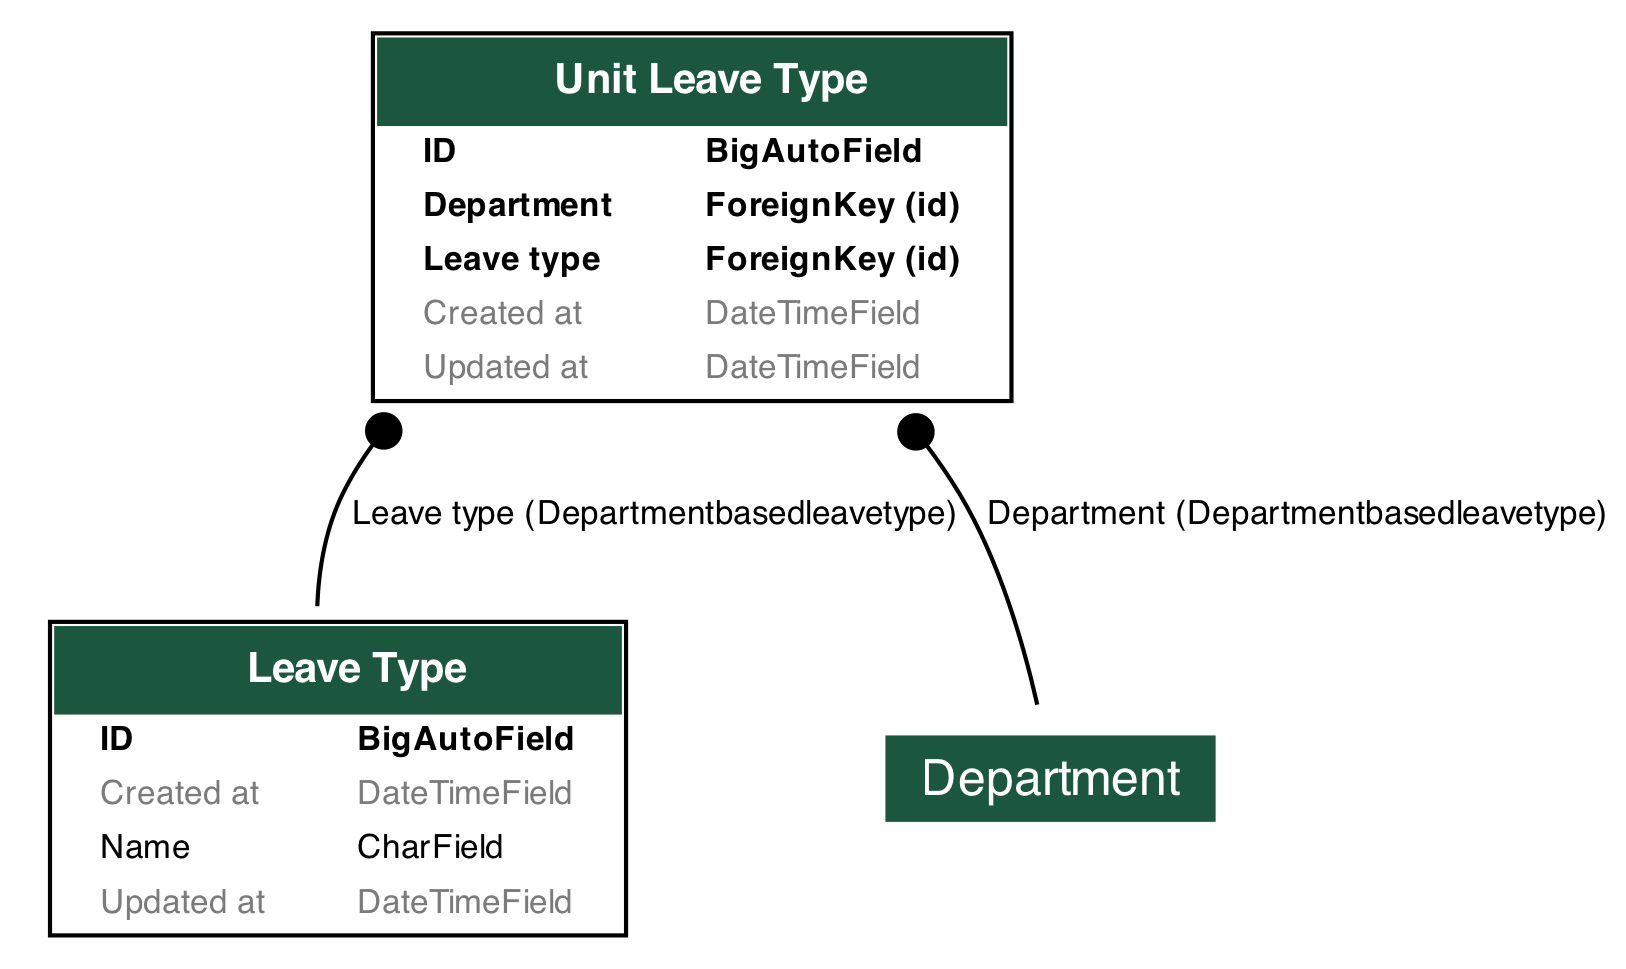 Unit Leave Type
ID BigAutoField
Department ForeignKey (id)
Leave type ForeignKey (id)
Created at DateTimeField
Updated at DateTimeField
Leave type (Departmentbasedleavetype) Department (Departmentbasedleavetype)
Leave Type
ID BigAutoField
Created at DateTimeField
Name CharField
Updated at DateTimeField
Department